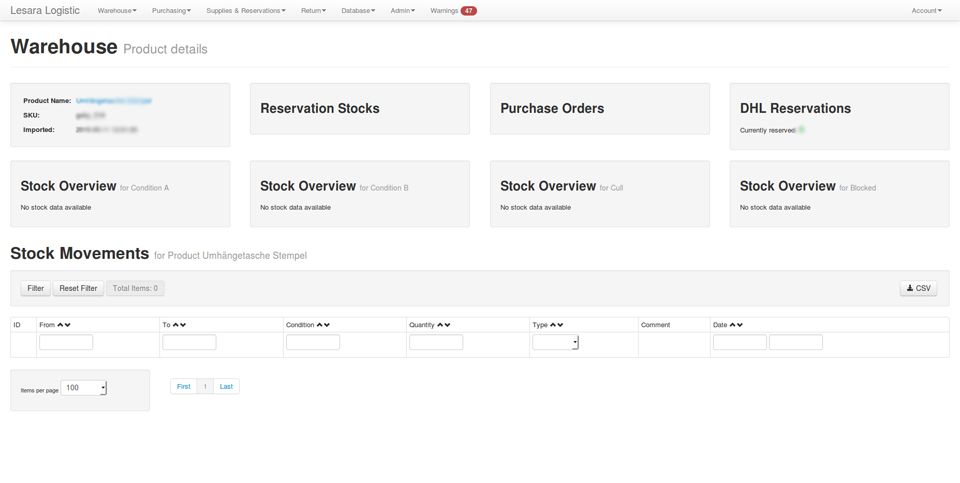 Lesara Logistic Warehouse Purchasing Supplies & Reservations Return Database Admin Warnings 47 Account
Warehouse Product details
Product Name:
SKU:
Imported:
Reservation Stocks
Purchase Orders
DHL Reservations
Currently reserved:
Stock Overview for Condition A
No stock data available
Stock Overview for Condition B
No stock data available
Stock Overview for Cull
No stock data available
Stock Overview for Blocked
No stock data available
Stock Movements for Product Umhängetasche Stempel
Filter Reset Filter Total Items: 0 CSV
ID From To Condition Quantity Type Comment Date
Items per page 100 First 1 Last